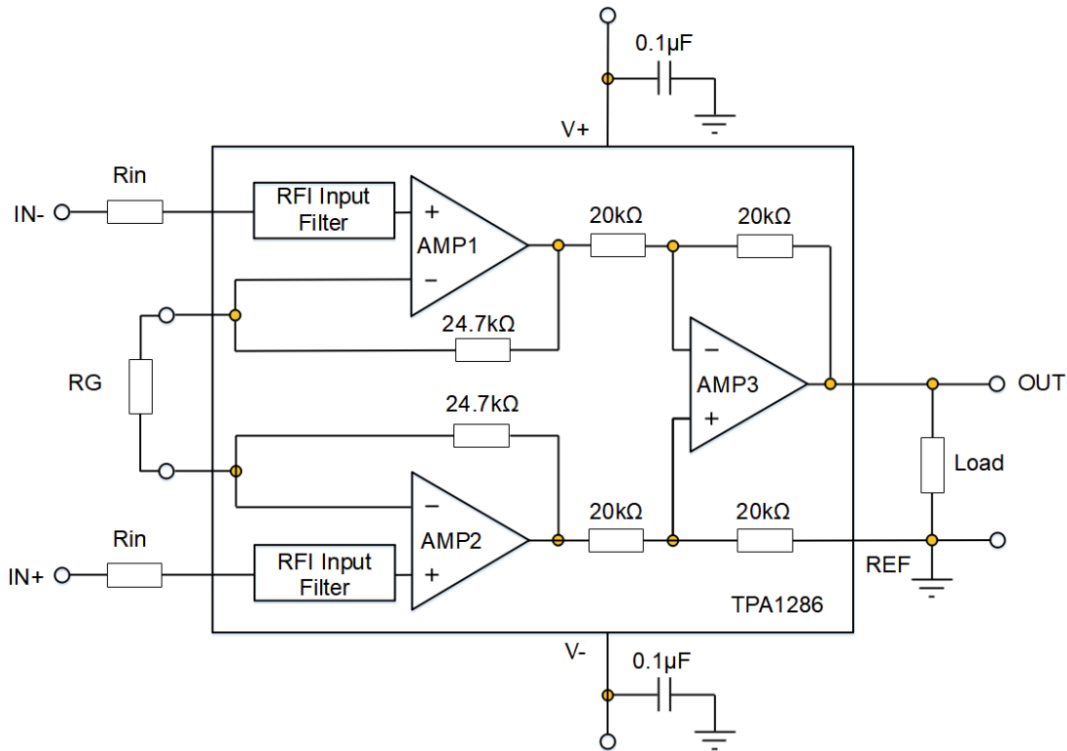 0.1µF
V+
Rin
IN-
RFI Input
Filter
+
AMP1
−
20kΩ
20kΩ
24.7kΩ
RG
−
AMP3
+
OUT
24.7kΩ
Load
Rin
IN+
−
AMP2
+
RFI Input
Filter
20kΩ
20kΩ
REF
TPA1286
V-
0.1µF